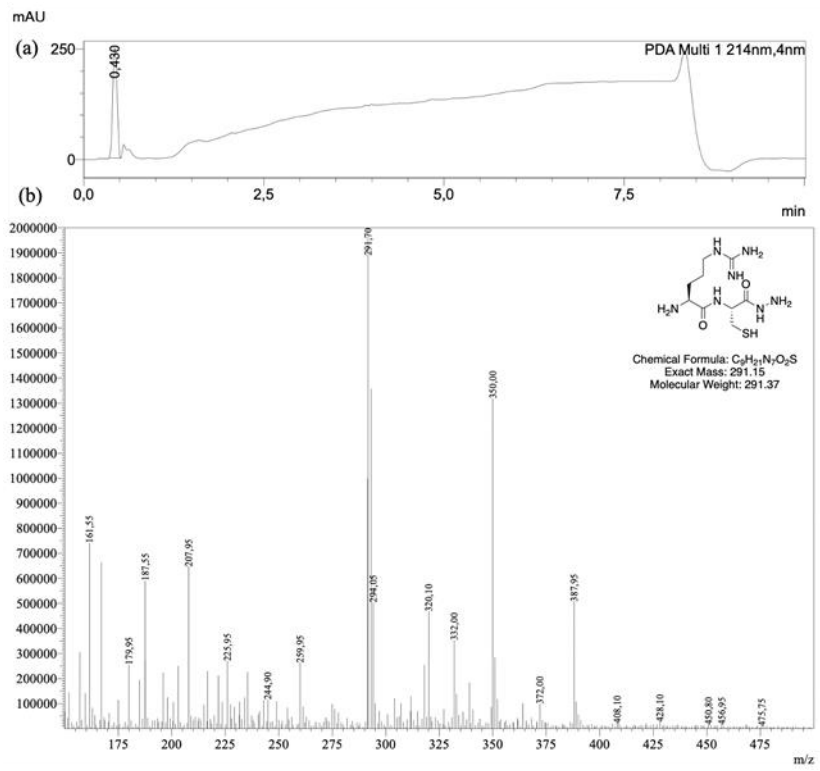 mAU
(a)
250
0,430
PDA Multi 1 214nm,4nm
0
0,0
2,5
5,0
7,5
min
(b)
2000000
1900000
1800000
1700000
1600000
1500000
1400000
1300000
1200000
1100000
1000000
900000
800000
700000
600000
500000
400000
300000
200000
100000
161,55
179,95
187,55
207,95
225,95
244,90
259,95
291,70
294,05
320,10
332,00
350,00
372,00
387,95
408,10
428,10
450,80
456,95
475,75
H
N
NH₂
NH
H
N
O
NH₂
H₂N
O
N
H
SH
Chemical Formula: C₉H₂₁N₇O₂S
Exact Mass: 291.15
Molecular Weight: 291.37
175
200
225
250
275
300
325
350
375
400
425
450
475
m/z